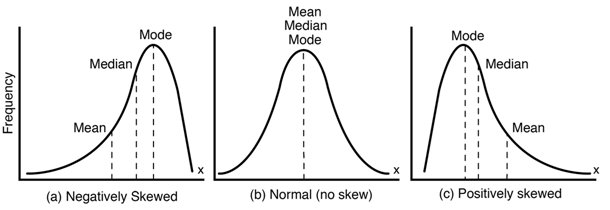 Frequency
Mode
Median
Mean
x
(a) Negatively Skewed
Mean
Median
Mode
x
(b) Normal (no skew)
Mode
Median
Mean
x
(c) Positively skewed